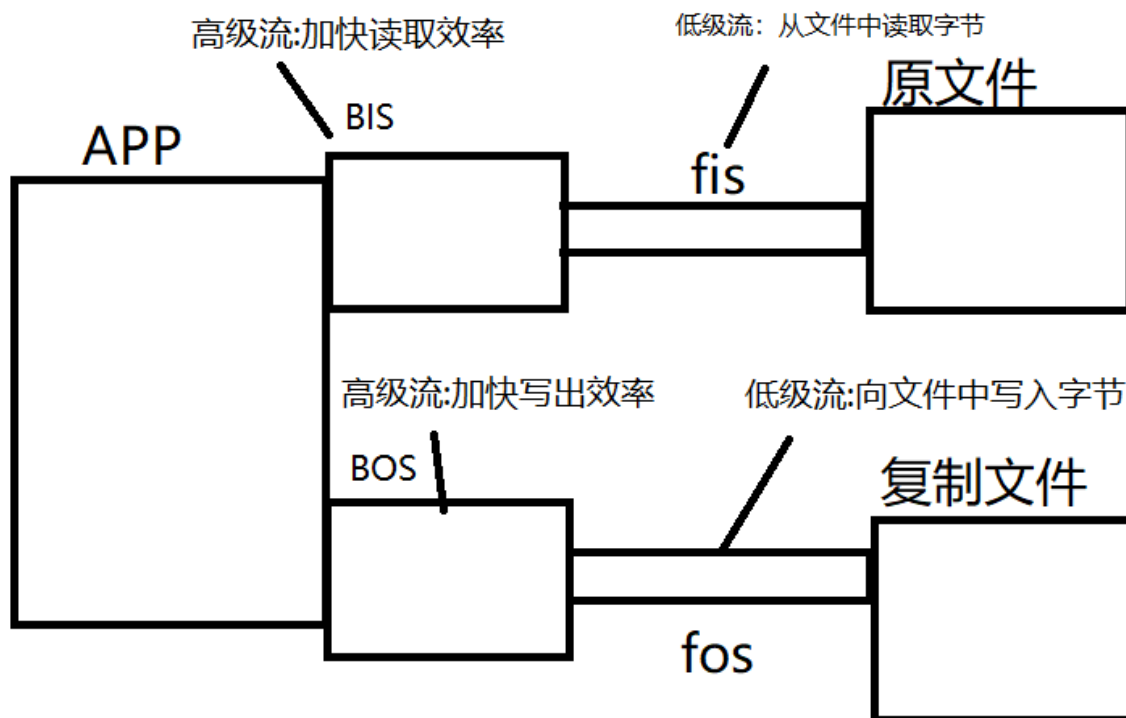 高级流:加快读取效率
低级流：从文件中读取字节
原文件
BIS
APP
fis
高级流:加快写出效率
低级流:向文件中写入字节
BOS
复制文件
fos